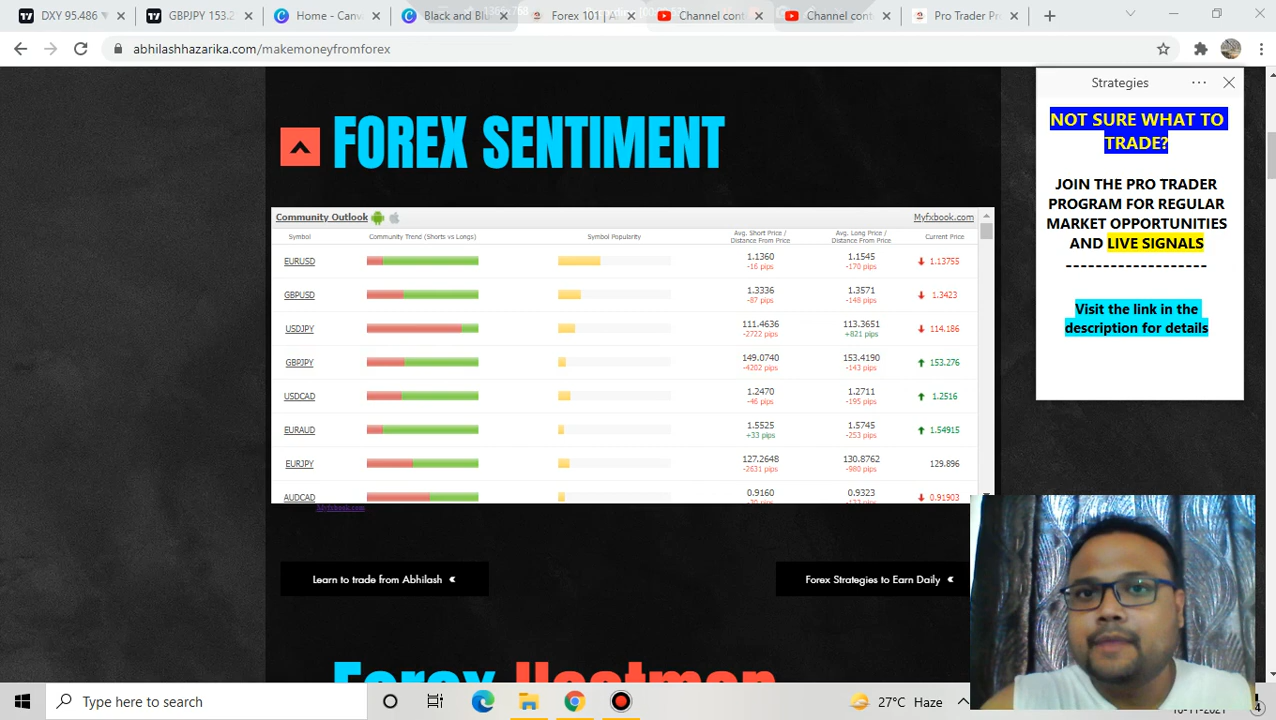 DXY 95.486
GBPJPY 153.2
Home - Canv
Black and Blu
Forex 101 | A
Channel cont
Channel cont
Pro Trader Pro
abhilashhazarika.com/makemoneyfromforex
FOREX SENTIMENT
Community Outlook
Myfxbook.com
Symbol Community Trend (Shorts vs Longs) Symbol Popularity Avg. Short Price / Distance From Price Avg. Long Price / Distance From Price Current Price
EURUSD 1.1360 -16 pips 1.1545 -170 pips 1.13755
GBPUSD 1.3336 -87 pips 1.3571 -148 pips 1.3423
USDJPY 111.4636 -2722 pips 113.3651 +821 pips 114.186
GBPJPY 149.0740 -4202 pips 153.4190 -143 pips 153.276
USDCAD 1.2470 -46 pips 1.2711 -195 pips 1.2516
EURAUD 1.5525 +33 pips 1.5745 -253 pips 1.54915
EURJPY 127.2648 -2631 pips 130.8762 -980 pips 129.896
AUDCAD 0.9160 0.9323 0.91903
Myfxbook.com
Learn to trade from Abhilash «
Forex Strategies to Earn Daily «
Strategies
NOT SURE WHAT TO
TRADE?
JOIN THE PRO TRADER
PROGRAM FOR REGULAR
MARKET OPPORTUNITIES
AND LIVE SIGNALS
--------------------
Visit the link in the
description for details
Type here to search
27°C Haze